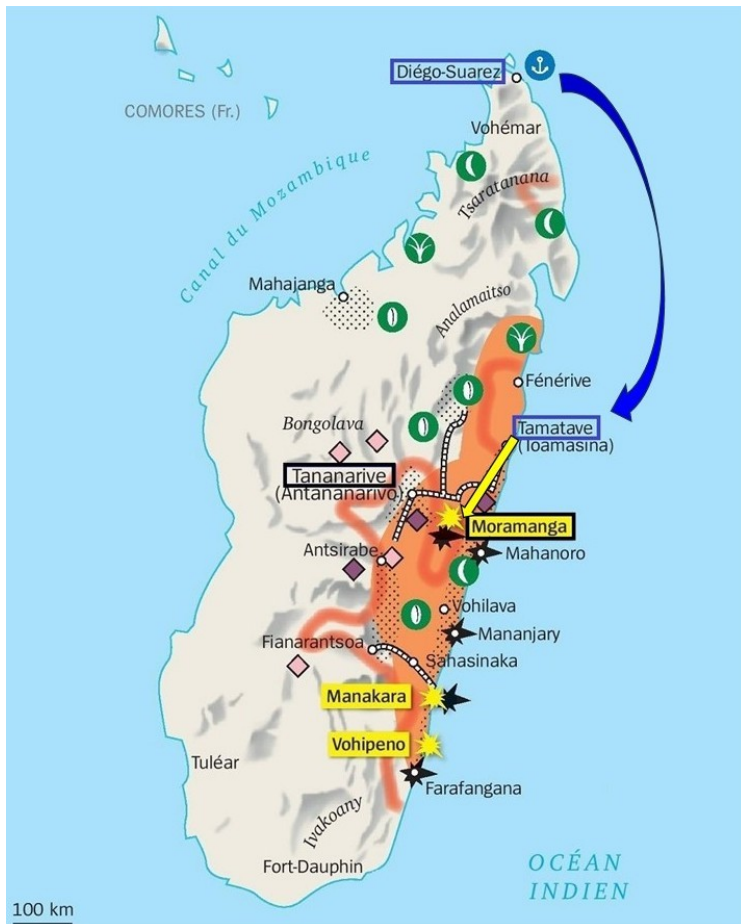 Diégo-Suarez
COMORES (Fr.)
Vohémar
Canal du Mozambique
Tsaratanana
Mahajanga
Analamaitso
Fénérive
Bongolava
Tamatave
(Toamasina)
Tananarive
(Antananarivo)
Moramanga
Antsirabe
Mahanoro
Vohilava
Mananjary
Fianarantsoa
Sahasinaka
Manakara
Vohipeno
Tuléar
Farafangana
Ivakoany
Fort-Dauphin
OCÉAN
INDIEN
100 km